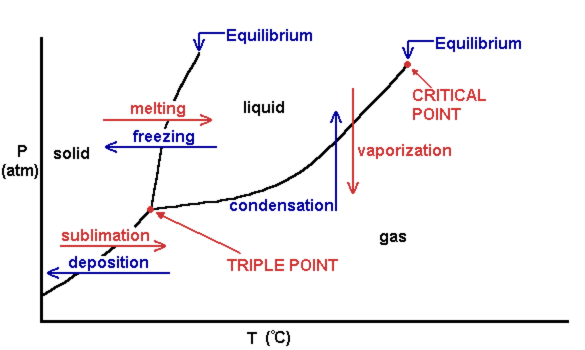 Equilibrium
Equilibrium
CRITICAL
POINT
melting
liquid
freezing
solid
P
(atm)
vaporization
condensation
gas
sublimation
deposition
TRIPLE POINT
T (°C)